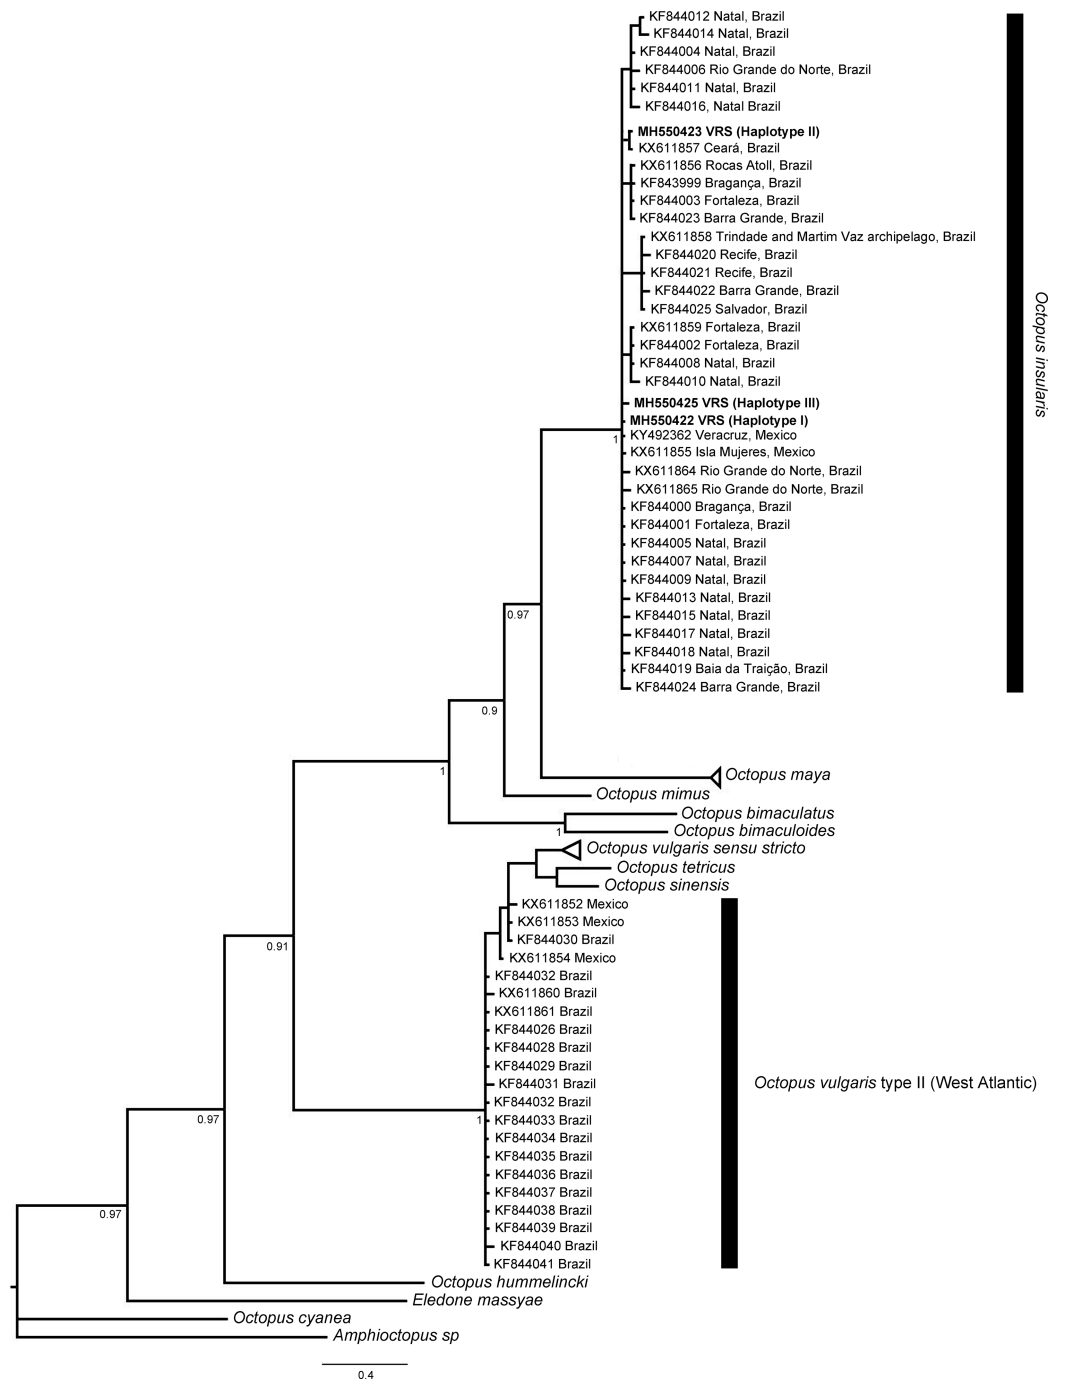 KF844012 Natal, Brazil
KF844014 Natal, Brazil
KF844004 Natal, Brazil
KF844006 Rio Grande do Norte, Brazil
KF844011 Natal, Brazil
KF844016, Natal Brazil
MH550423 VRS (Haplotype II)
KX611857 Ceará, Brazil
KX611856 Rocas Atoll, Brazil
KF843999 Bragança, Brazil
KF844003 Fortaleza, Brazil
KF844023 Barra Grande, Brazil
KX611858 Trindade and Martim Vaz archipelago, Brazil
KF844020 Recife, Brazil
KF844021 Recife, Brazil
KF844022 Barra Grande, Brazil
KF844025 Salvador, Brazil
KX611859 Fortaleza, Brazil
KF844002 Fortaleza, Brazil
KF844008 Natal, Brazil
KF844010 Natal, Brazil
MH550425 VRS (Haplotype III)
MH550422 VRS (Haplotype I)
KY492362 Veracruz, Mexico
1
KX611855 Isla Mujeres, Mexico
KX611864 Rio Grande do Norte, Brazil
KX611865 Rio Grande do Norte, Brazil
KF844000 Bragança, Brazil
KF844001 Fortaleza, Brazil
KF844005 Natal, Brazil
KF844007 Natal, Brazil
KF844009 Natal, Brazil
KF844013 Natal, Brazil
KF844015 Natal, Brazil
KF844017 Natal, Brazil
KF844018 Natal, Brazil
KF844019 Baia da Traição, Brazil
KF844024 Barra Grande, Brazil
Octopus insularis
0.97
0.9
1
Octopus maya
Octopus mimus
Octopus bimaculatus
1
Octopus bimaculoides
Octopus vulgaris sensu stricto
Octopus tetricus
Octopus sinensis
KX611852 Mexico
KX611853 Mexico
KF844030 Brazil
KX611854 Mexico
KF844032 Brazil
KX611860 Brazil
KX611861 Brazil
KF844026 Brazil
KF844028 Brazil
KF844029 Brazil
KF844031 Brazil
KF844032 Brazil
KF844033 Brazil
KF844034 Brazil
KF844035 Brazil
KF844036 Brazil
KF844037 Brazil
KF844038 Brazil
KF844039 Brazil
KF844040 Brazil
KF844041 Brazil
Octopus vulgaris type II (West Atlantic)
0.91
1
0.97
0.97
Octopus hummelincki
Eledone massyae
Octopus cyanea
Amphioctopus sp
0.4